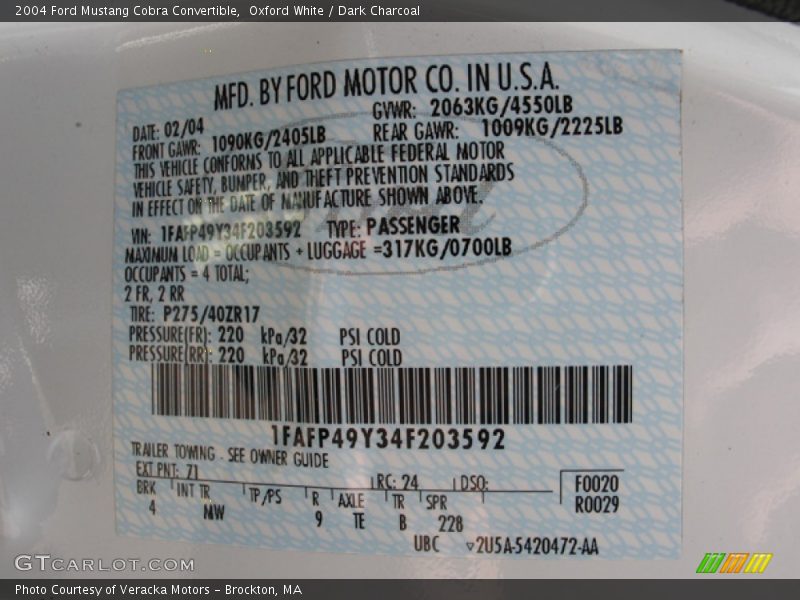 2004 Ford Mustang Cobra Convertible,  Oxford White / Dark Charcoal
MFD. BY FORD MOTOR CO. IN U.S.A.
DATE: 02/04 GVWR: 2063KG/4550LB
FRONT GAWR: 1090KG/2405LB REAR GAWR: 1009KG/2225LB
THIS VEHICLE CONFORMS TO ALL APPLICABLE FEDERAL MOTOR
VEHICLE SAFETY, BUMPER, AND THEFT PREVENTION STANDARDS
IN EFFECT ON THE DATE OF MANUFACTURE SHOWN ABOVE.
VIN: 1FAFP49Y34F203592 TYPE: PASSENGER
MAXIMUM LOAD = OCCUPANTS + LUGGAGE =317KG/0700LB
OCCUPANTS = 4 TOTAL;
2 FR, 2 RR
TIRE: P275/40ZR17
PRESSURE(FR): 220 kPa/32 PSI COLD
PRESSURE(RR): 220 kPa/32 PSI COLD
1FAFP49Y34F203592
TRAILER TOWING - SEE OWNER GUIDE
EXT PNT: Z1 RC: 24 DSO: F0020
BRK INT TR TP/PS R AXLE TR SPR R0029
4 MW 9 TE B 228
UBC ▽2U5A-5420472-AA
GTCARLOT.COM
Photo Courtesy of Veracka Motors – Brockton, MA